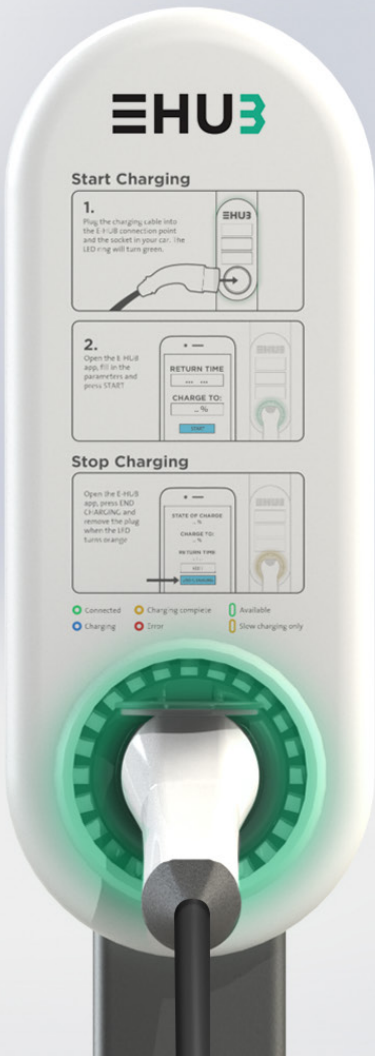 EHUB
Start Charging
1.
Plug the charging cable into
the E-HUB connection point
and the socket in your car. The
LED ring will turn green.
EHUB
2.
Open the E-HUB
app, fill in the
parameters and
press START
RETURN TIME
... ...
CHARGE TO:
.. %
START
EHUB
Stop Charging
Open the E-HUB
app, press END
CHARGING and
remove the plug
when the LED
turns orange
STATE OF CHARGE
.. %
CHARGE TO:
.. %
RETURN TIME
Connected Charging complete Available
Charging Error Slow charging only